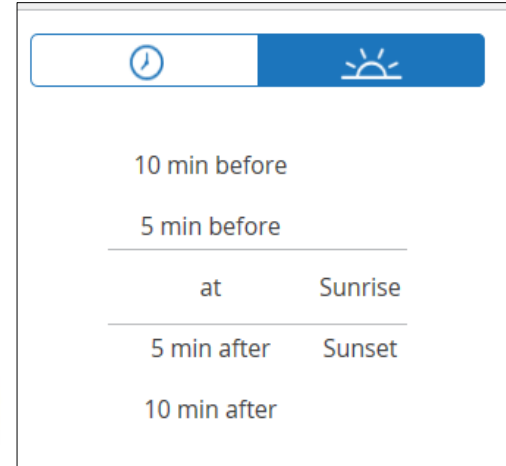 10 min before
5 min before
at Sunrise
5 min after Sunset
10 min after